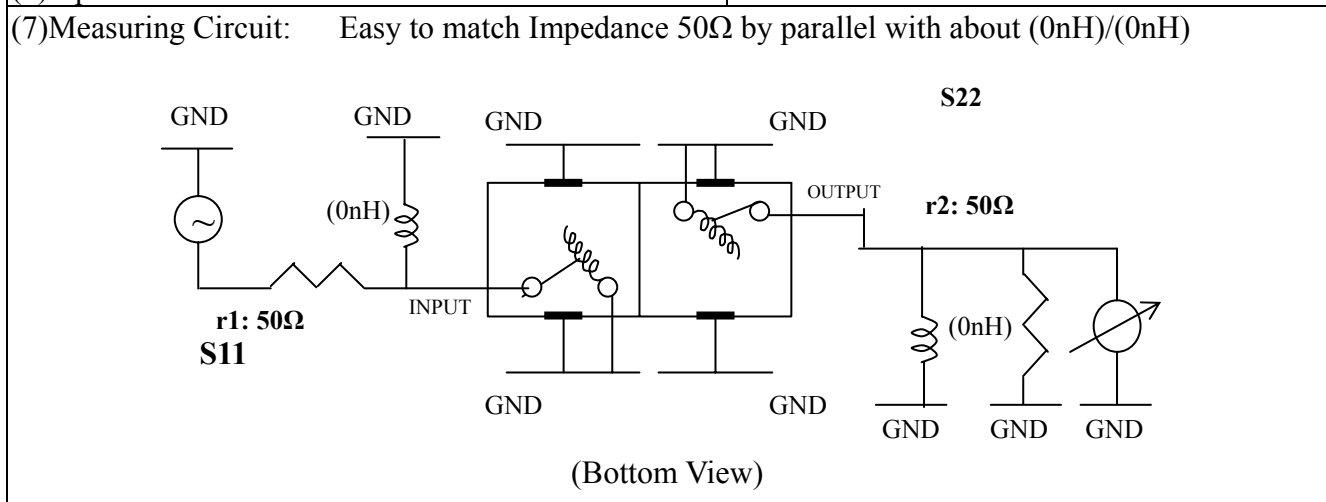 (7)Measuring Circuit: Easy to match Impedance 50Ω by parallel with about (0nH)/(0nH)
S22
GND GND GND GND
(0nH) OUTPUT r2: 50Ω
~
INPUT (0nH)
r1: 50Ω
S11
GND GND
GND GND GND
(Bottom View)